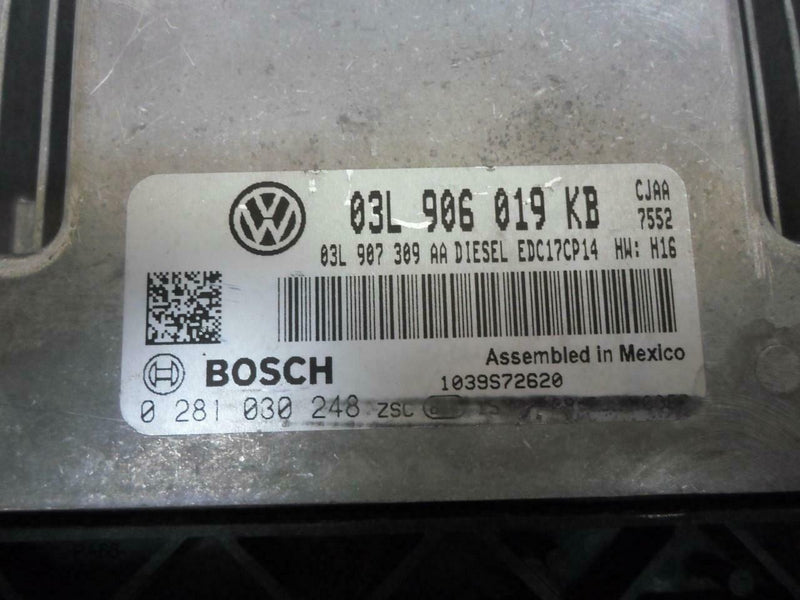 03L 906 019 KB
CJAA
7552
03L 907 309 AA DIESEL EDC17CP14 HW: H16
BOSCH
Assembled in Mexico
1039S72620
0 281 030 248 ZSC